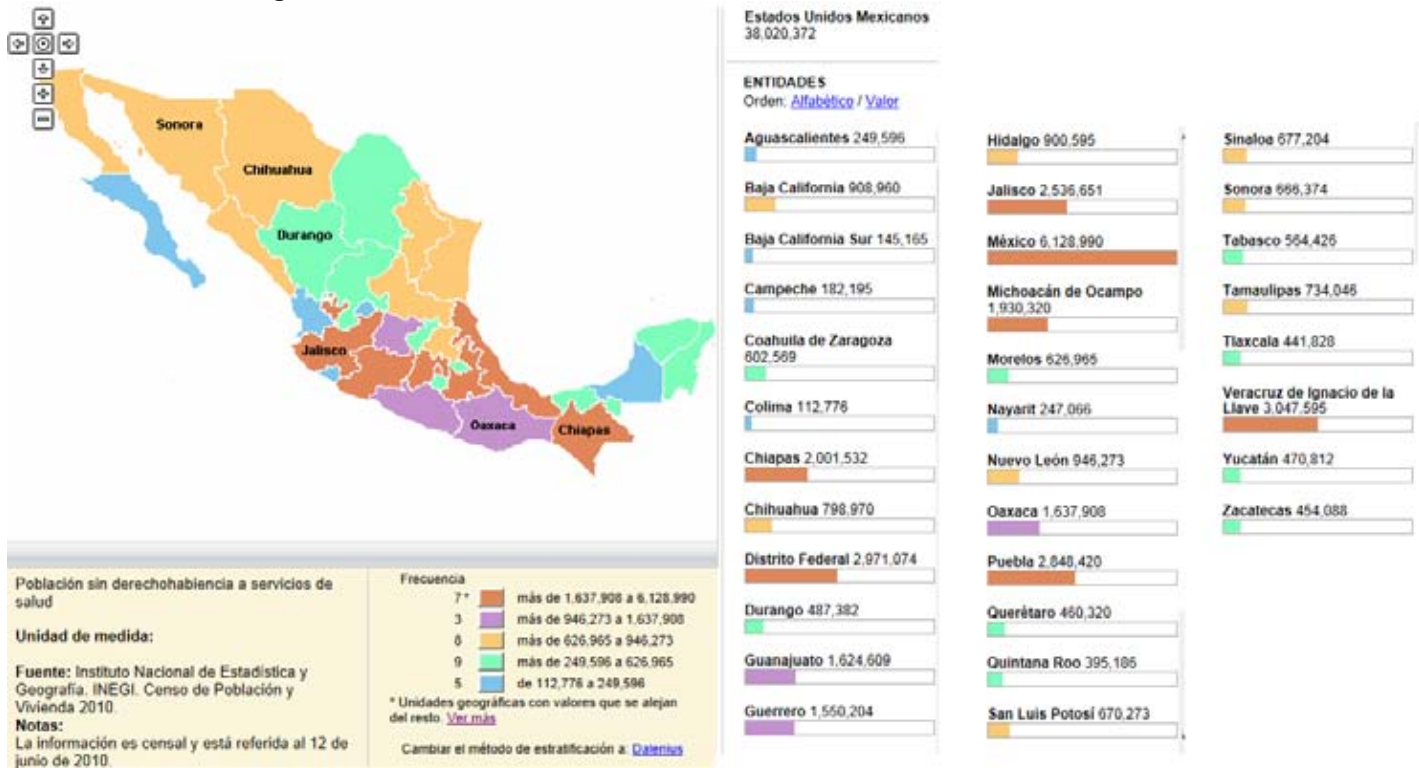 Sonora
Chihuahua
Durango
Jalisco
Oaxaca
Chiapas
Población sin derechohabiencia a servicios de
salud
Unidad de medida:
Fuente: Instituto Nacional de Estadística y
Geografía. INEGI. Censo de Población y
Vivienda 2010.
Notas:
La información es censal y está referida al 12 de
junio de 2010.
Frecuencia
7* más de 1,637,908 a 6,128,990
3 más de 946,273 a 1,637,908
8 más de 626,965 a 946,273
9 más de 249,596 a 626,965
5 de 112,776 a 249,596
* Unidades geográficas con valores que se alejan
del resto. Ver más
Cambiar el método de estratificación a: Dalenius
Estados Unidos Mexicanos
38,020,372
ENTIDADES
Orden: Alfabético / Valor
Aguascalientes 249,596
Baja California 908,960
Baja California Sur 145,165
Campeche 182,195
Coahuila de Zaragoza
602,569
Colima 112,776
Chiapas 2,001,532
Chihuahua 798,970
Distrito Federal 2,971,074
Durango 487,382
Guanajuato 1,624,609
Guerrero 1,550,204
Hidalgo 900,595
Jalisco 2,536,651
México 6,128,990
Michoacán de Ocampo
1,930,320
Morelos 626,965
Nayarit 247,066
Nuevo León 946,273
Oaxaca 1,637,908
Puebla 2,848,420
Querétaro 460,320
Quintana Roo 395,186
San Luis Potosí 670,273
Sinaloa 677,204
Sonora 666,374
Tabasco 564,426
Tamaulipas 734,046
Tlaxcala 441,828
Veracruz de Ignacio de la
Llave 3,047,595
Yucatán 470,812
Zacatecas 454,088